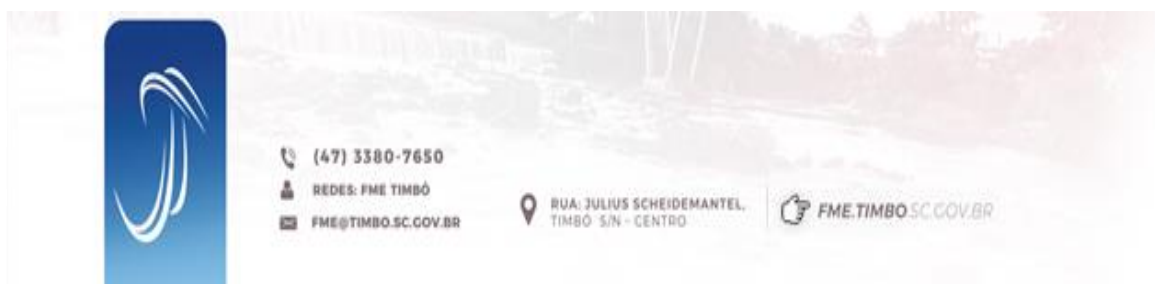 (47) 3380-7650
REDES: FME TIMBÓ
FME@TIMBO.SC.GOV.BR
RUA: JULIUS SCHEIDEMANTEL,
TIMBÓ S/N - CENTRO
FME.TIMBO.SC.GOV.BR